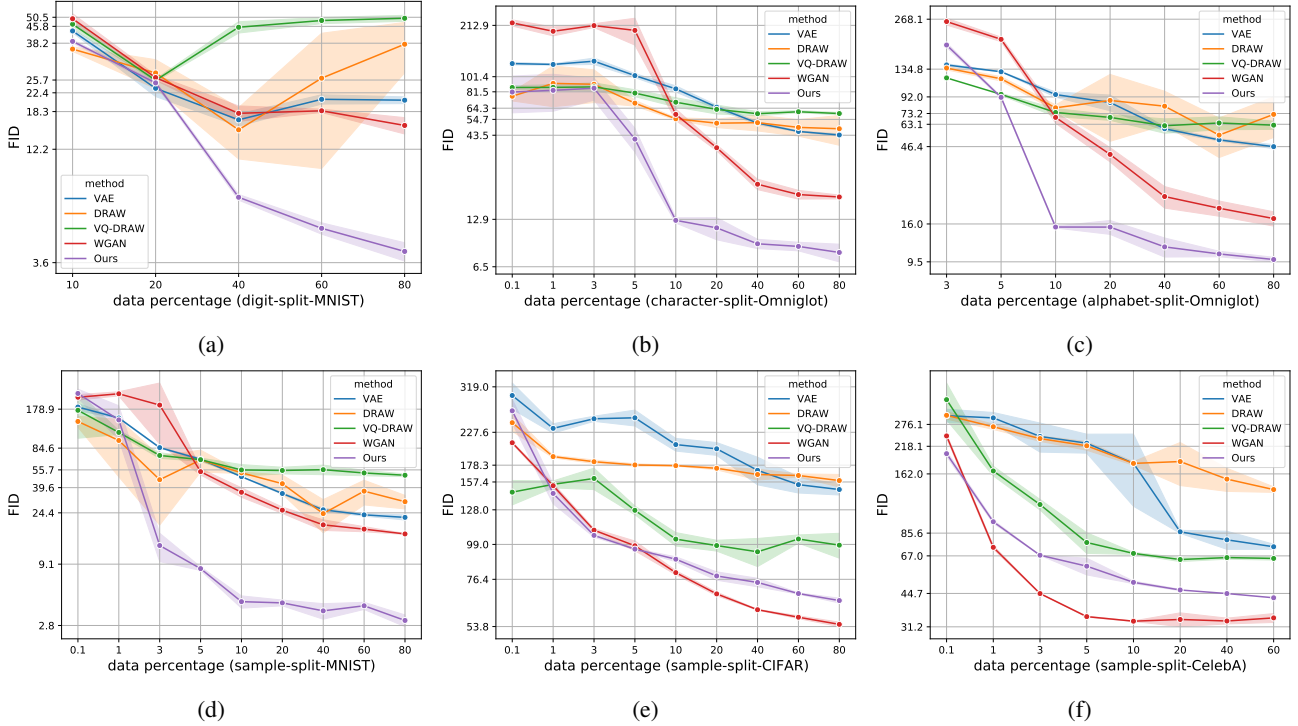 50.5
45.8
38.2
25.7
22.4
18.3
12.2
3.6
FID
method
VAE
DRAW
VQ-DRAW
WGAN
Ours
10 20 40 60 80
data percentage (digit-split-MNIST)
(a)
212.9
101.4
81.5
64.3
54.7
43.5
12.9
6.5
FID
method
VAE
DRAW
VQ-DRAW
WGAN
Ours
0.1 1 3 5 10 20 40 60 80
data percentage (character-split-Omniglot)
(b)
268.1
134.8
92.0
73.2
63.1
46.4
16.0
9.5
FID
method
VAE
DRAW
VQ-DRAW
WGAN
Ours
3 5 10 20 40 60 80
data percentage (alphabet-split-Omniglot)
(c)
178.9
84.6
55.7
39.6
24.4
9.1
2.8
FID
method
VAE
DRAW
VQ-DRAW
WGAN
Ours
0.1 1 3 5 10 20 40 60 80
data percentage (sample-split-MNIST)
(d)
319.0
227.6
178.3
157.4
128.0
99.0
76.4
53.8
FID
method
VAE
DRAW
VQ-DRAW
WGAN
Ours
0.1 1 3 5 10 20 40 60 80
data percentage (sample-split-CIFAR)
(e)
276.1
218.1
162.0
85.6
67.0
44.7
31.2
FID
method
VAE
DRAW
VQ-DRAW
WGAN
Ours
0.1 1 3 5 10 20 40 60
data percentage (sample-split-CelebA)
(f)